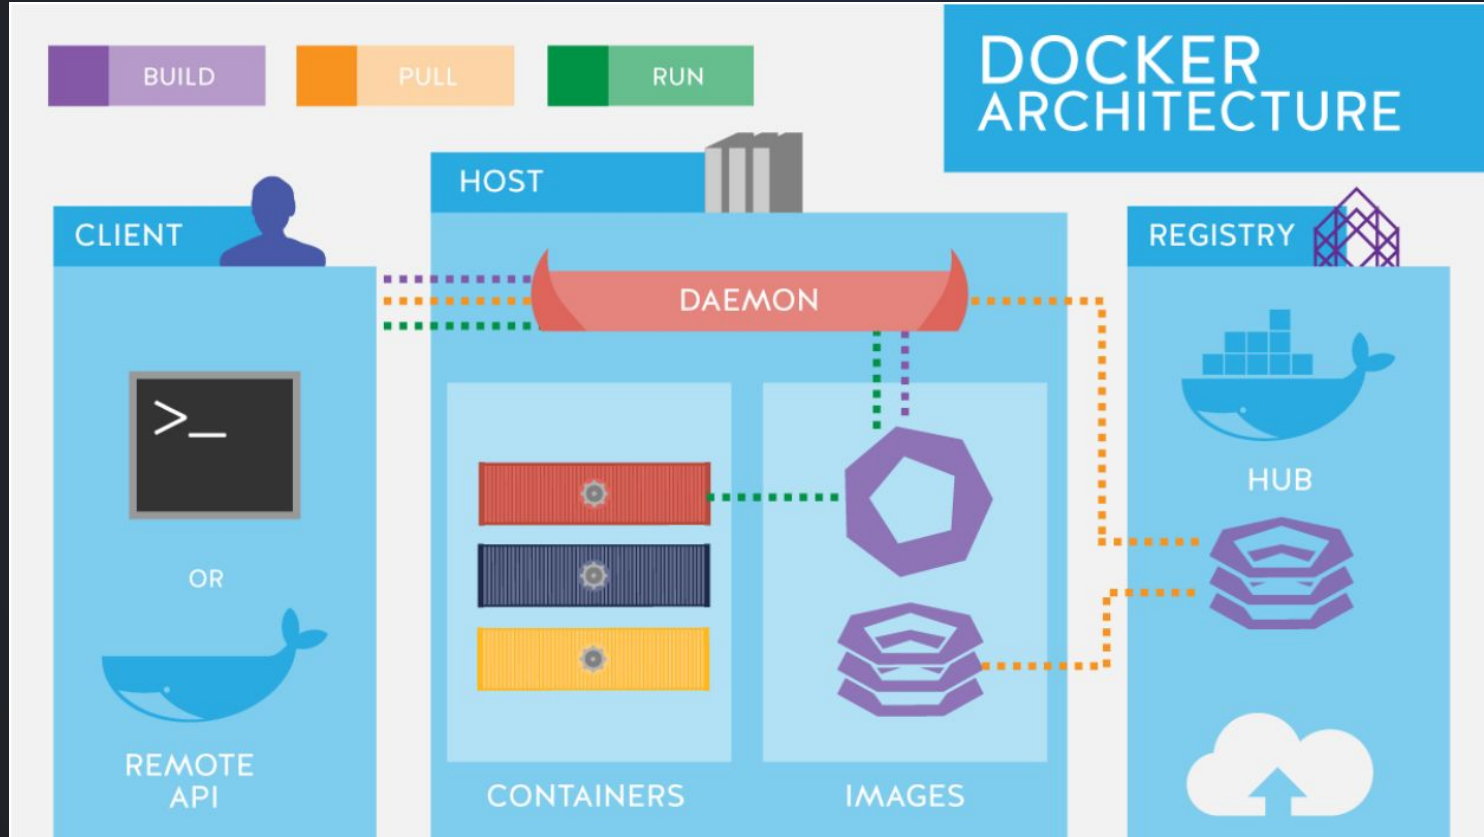 BUILD
PULL
RUN
DOCKER
ARCHITECTURE
CLIENT
HOST
REGISTRY
DAEMON
>_
OR
REMOTE
API
CONTAINERS
IMAGES
HUB